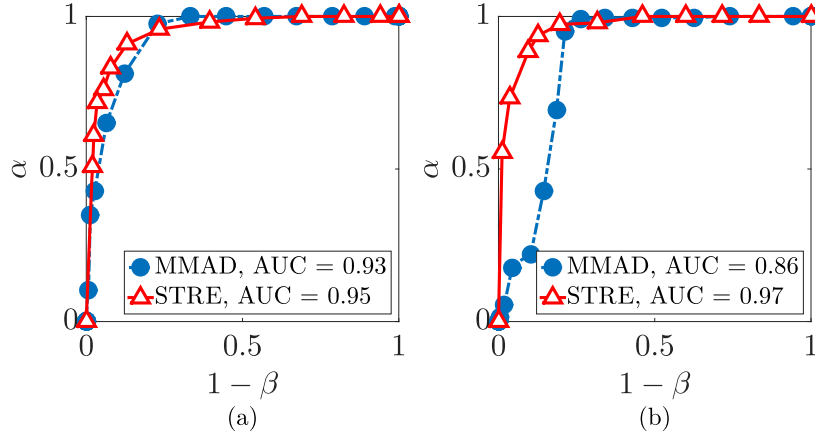 1
0.5
0
α
MMAD, AUC = 0.93
STRE, AUC = 0.95
0 0.5 1
1 − β
(a)
1
0.5
0
α
MMAD, AUC = 0.86
STRE, AUC = 0.97
0 0.5 1
1 − β
(b)